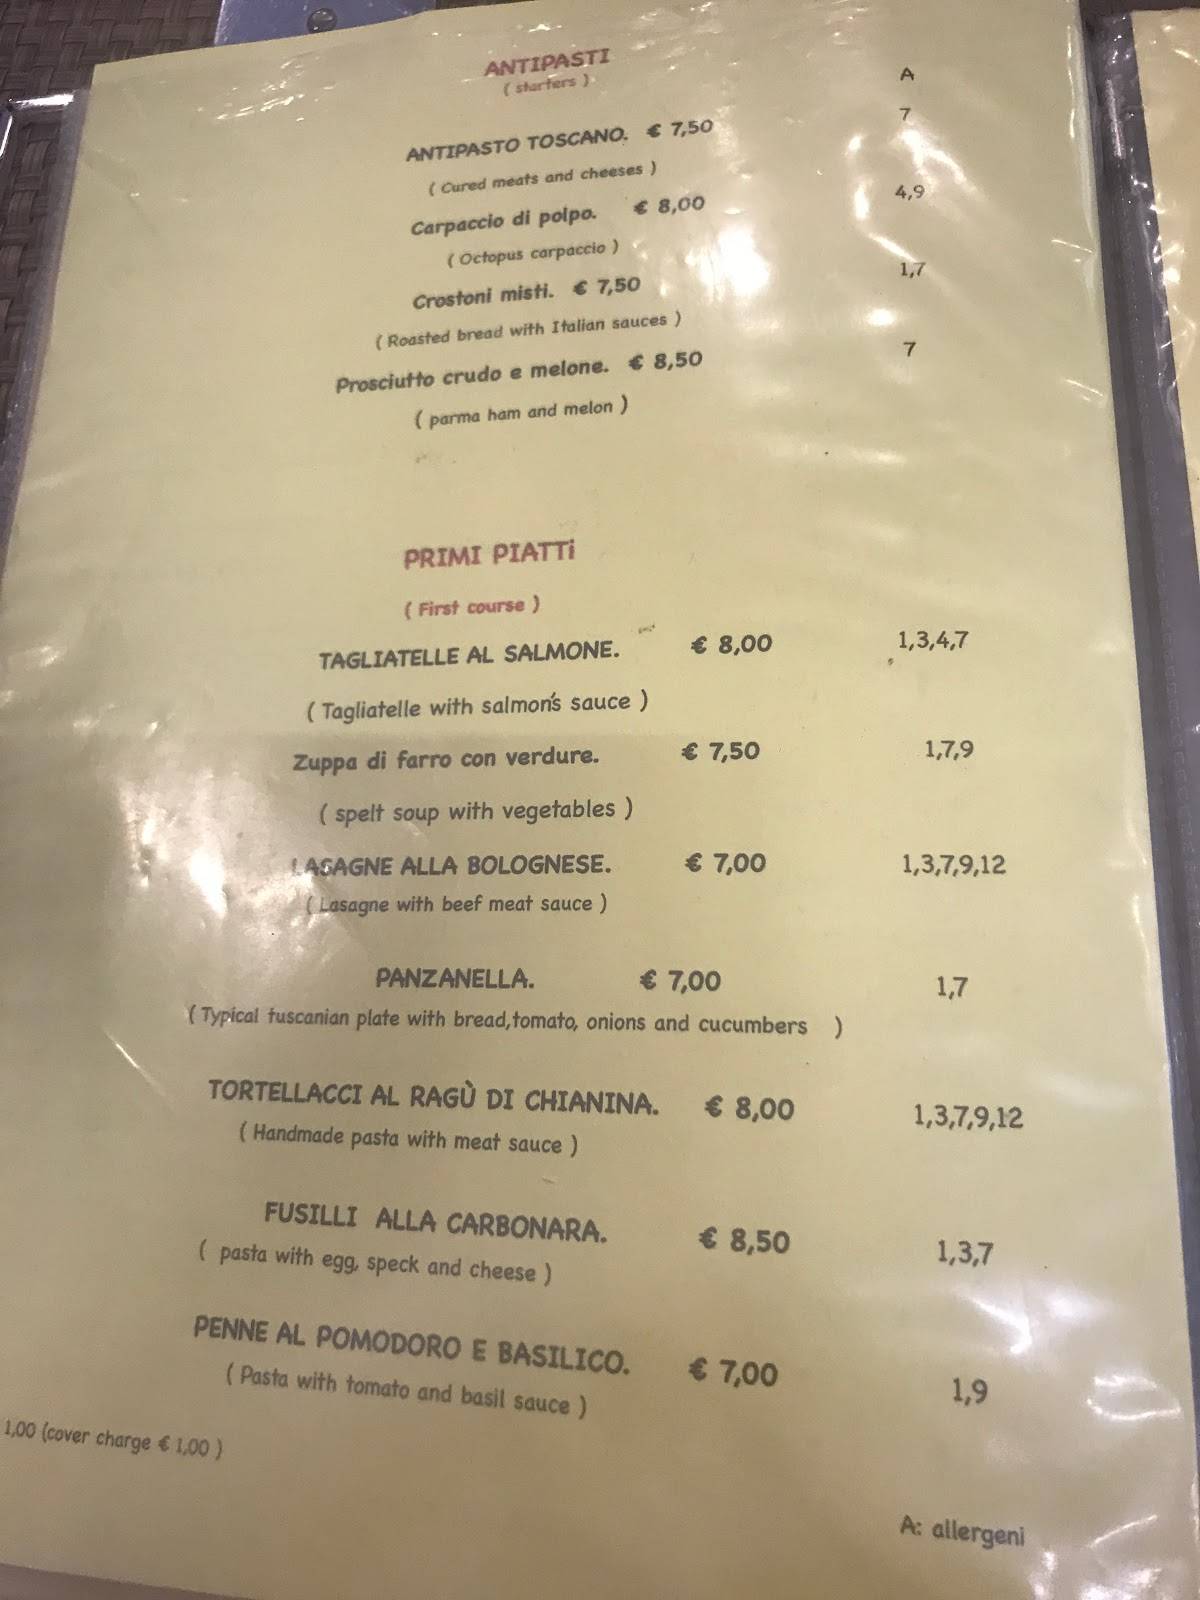 ANTIPASTI
( starters ) A
ANTIPASTO TOSCANO. € 7,50 7
( Cured meats and cheeses )
Carpaccio di polpo. € 8,00 4,9
( Octopus carpaccio )
Crostoni misti. € 7,50 1,7
( Roasted bread with Italian sauces )
Prosciutto crudo e melone. € 8,50 7
( parma ham and melon )
PRIMI PIATTi
( First course )
TAGLIATELLE AL SALMONE. € 8,00 1,3,4,7
( Tagliatelle with salmon's sauce )
Zuppa di farro con verdure. € 7,50 1,7,9
( spelt soup with vegetables )
LASAGNE ALLA BOLOGNESE. € 7,00 1,3,7,9,12
( Lasagne with beef meat sauce )
PANZANELLA. € 7,00 1,7
( Typical tuscanian plate with bread,tomato, onions and cucumbers )
TORTELLACCI AL RAGÙ DI CHIANINA. € 8,00 1,3,7,9,12
( Handmade pasta with meat sauce )
FUSILLI ALLA CARBONARA. € 8,50 1,3,7
( pasta with egg, speck and cheese )
PENNE AL POMODORO E BASILICO. € 7,00 1,9
( Pasta with tomato and basil sauce )
1,00 (cover charge € 1,00 )
A: allergeni